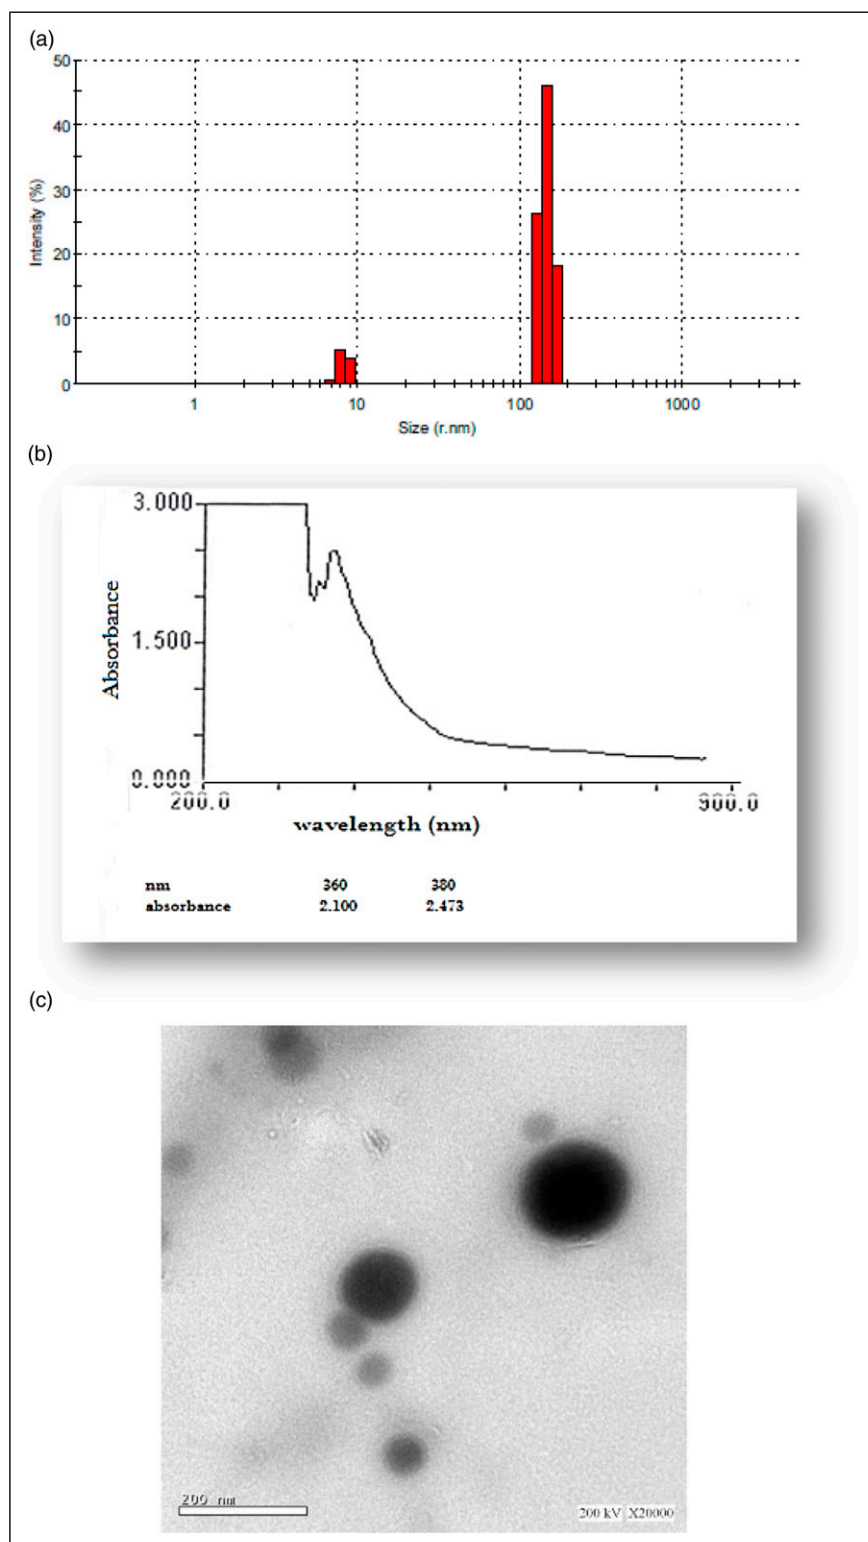 (a)
50
40
30
20
10
0
Intensity (%)
1 10 100 1000
Size (r.nm)
(b)
3.000
1.500
0.000
Absorbance
200.0 900.0
wavelength (nm)
nm 360 380
absorbance 2.100 2.473
(c)
200 nm
200 kV X20000